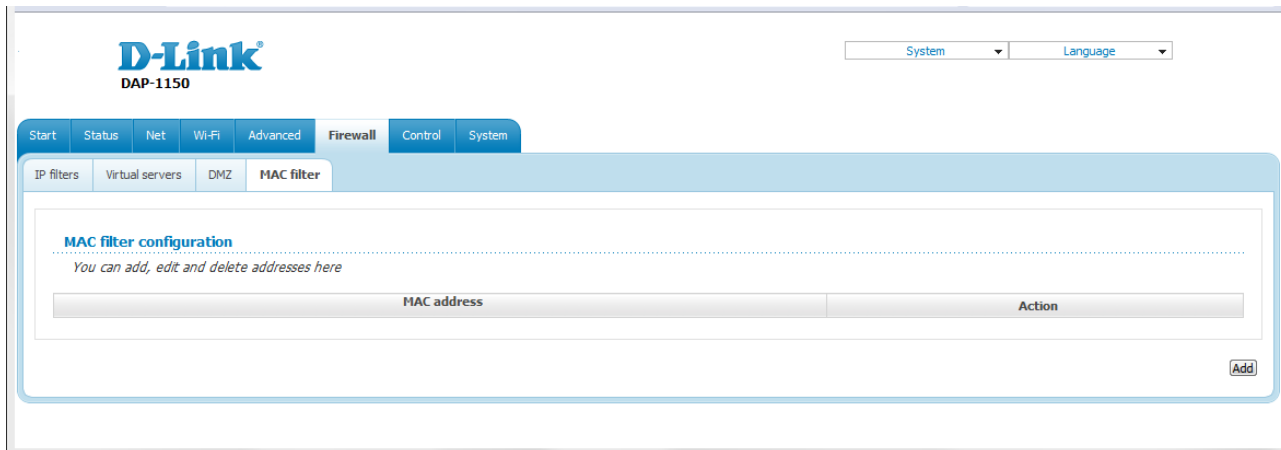 D-Link®
DAP-1150
System Language
Start Status Net Wi-Fi Advanced Firewall Control System
IP filters Virtual servers DMZ MAC filter
MAC filter configuration
You can add, edit and delete addresses here
MAC address Action
Add